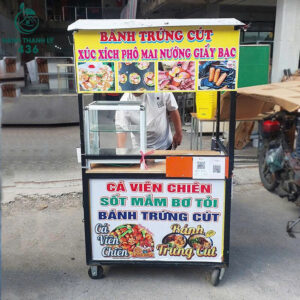 BÁNH TRỨNG CÚT
XÚC XÍCH PHÔ MAI NƯỚNG GIẤY BẠC
436
CÁ VIÊN CHIÊN
SỐT MẮM BƠ TỎI
BÁNH TRỨNG CÚT
Cá
Viên
Chiên
Bánh
Trứng Cút